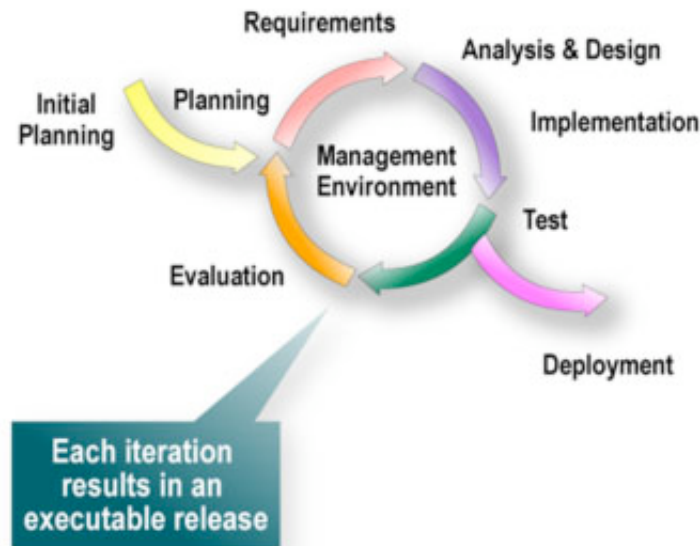 Requirements
Analysis & Design
Planning
Initial
Planning
Implementation
Management
Environment
Test
Evaluation
Deployment
Each iteration
results in an
executable release